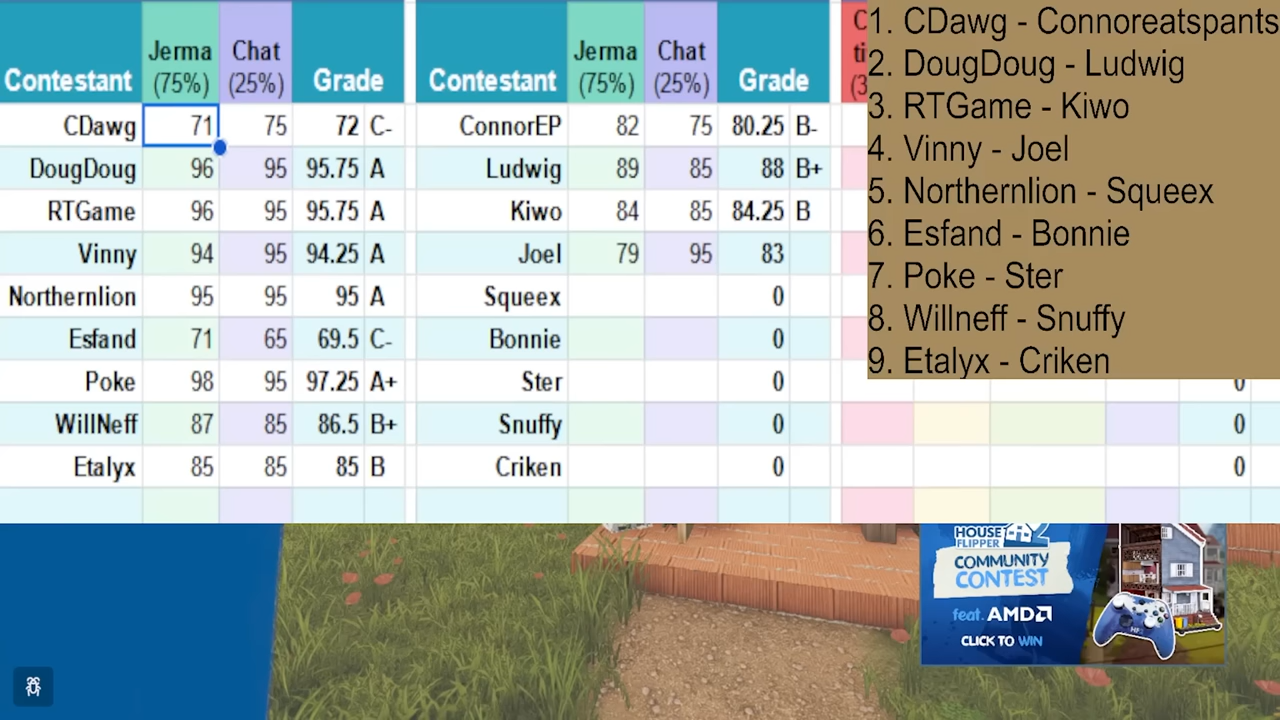 Contestant Jerma (75%) Chat (25%) Grade Contestant Jerma (75%) Chat (25%) Grade
CDawg 71 75 72 C- ConnorEP 82 75 80.25 B-
DougDoug 96 95 95.75 A Ludwig 89 85 88 B+
RTGame 96 95 95.75 A Kiwo 84 85 84.25 B
Vinny 94 95 94.25 A Joel 79 95 83
Northernlion 95 95 95 A Squeex 0
Esfand 71 65 69.5 C- Bonnie 0
Poke 98 95 97.25 A+ Ster 0 0
WillNeff 87 85 86.5 B+ Snuffy 0 0
Etalyx 85 85 85 B Criken 0 0
1. CDawg - Connoreatspants
2. DougDoug - Ludwig
3. RTGame - Kiwo
4. Vinny - Joel
5. Northernlion - Squeex
6. Esfand - Bonnie
7. Poke - Ster
8. Willneff - Snuffy
9. Etalyx - Criken
HOUSE
FLIPPER 2
COMMUNITY
CONTEST
feat. AMD
CLICK TO WIN